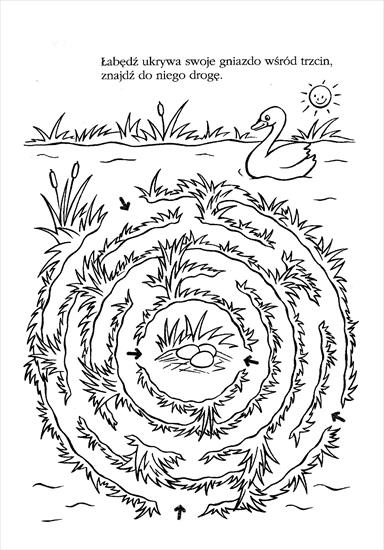 Łabędź ukrywa swoje gniazdo wśród trzcin,
znajdź do niego drogę.